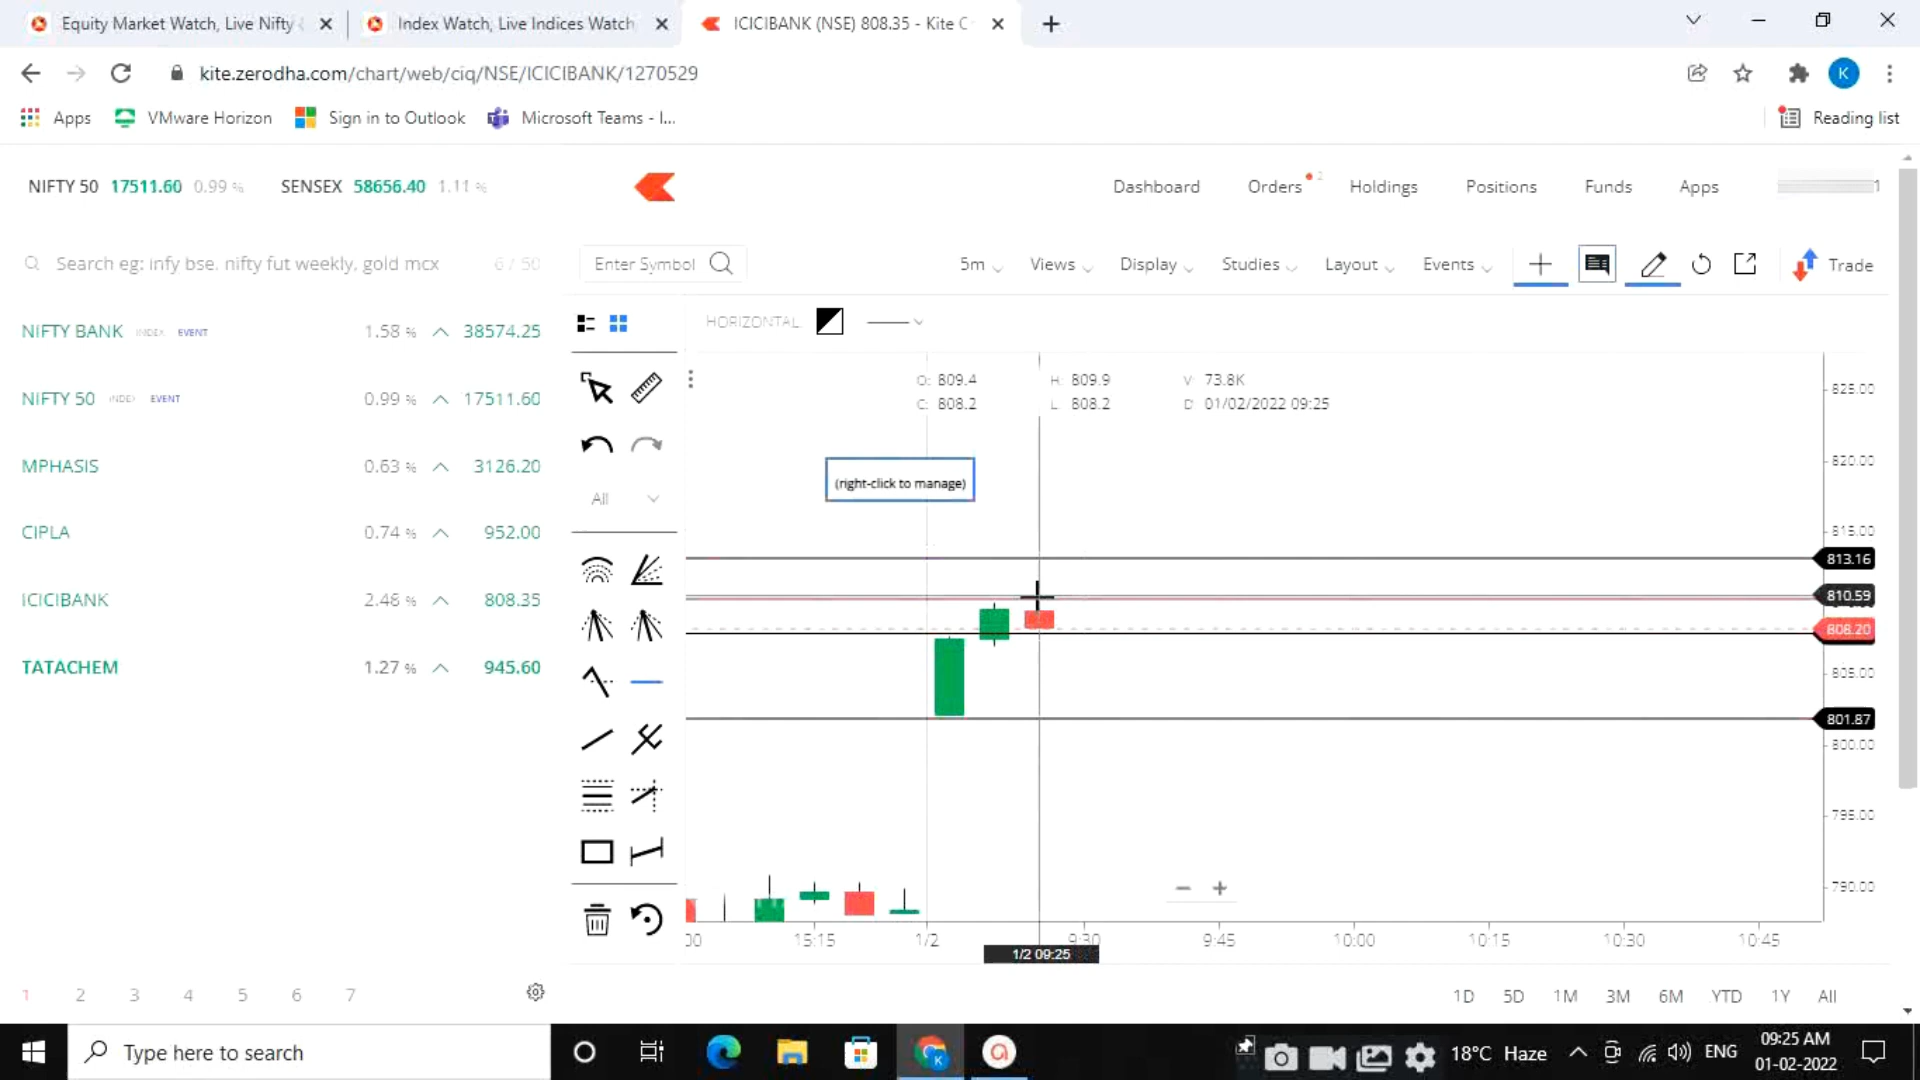 Equity Market Watch, Live Nifty
Index Watch, Live Indices Watch
ICICIBANK (NSE) 808.35 - Kite C
kite.zerodha.com/chart/web/ciq/NSE/ICICIBANK/1270529
K
Apps
VMware Horizon
Sign in to Outlook
Microsoft Teams - I...
Reading list
NIFTY 50 17511.60 0.99 %
SENSEX 58656.40 1.11 %
Dashboard
Orders 2
Holdings
Positions
Funds
Apps
1
Search eg: infy bse, nifty fut weekly, gold mcx
6 / 50
Enter Symbol
5m
Views
Display
Studies
Layout
Events
Trade
NIFTY BANK INDEX EVENT 1.58 % 38574.25
NIFTY 50 INDEX EVENT 0.99 % 17511.60
MPHASIS 0.63 % 3126.20
CIPLA 0.74 % 952.00
ICICIBANK 2.46 % 808.35
TATACHEM 1.27 % 945.60
HORIZONTAL
All
O: 809.4 H: 809.9 V: 73.8K
C: 808.2 L: 808.2 D: 01/02/2022 09:25
(right-click to manage)
825.00
820.00
815.00
813.16
810.59
808.20
805.00
801.87
800.00
795.00
790.00
00 15:15 1/2 9:30 9:45 10:00 10:15 10:30 10:45
1/2 09:25
1 2 3 4 5 6 7
1D 5D 1M 3M 6M YTD 1Y All
Type here to search
K
18°C Haze
ENG
09:25 AM
01-02-2022